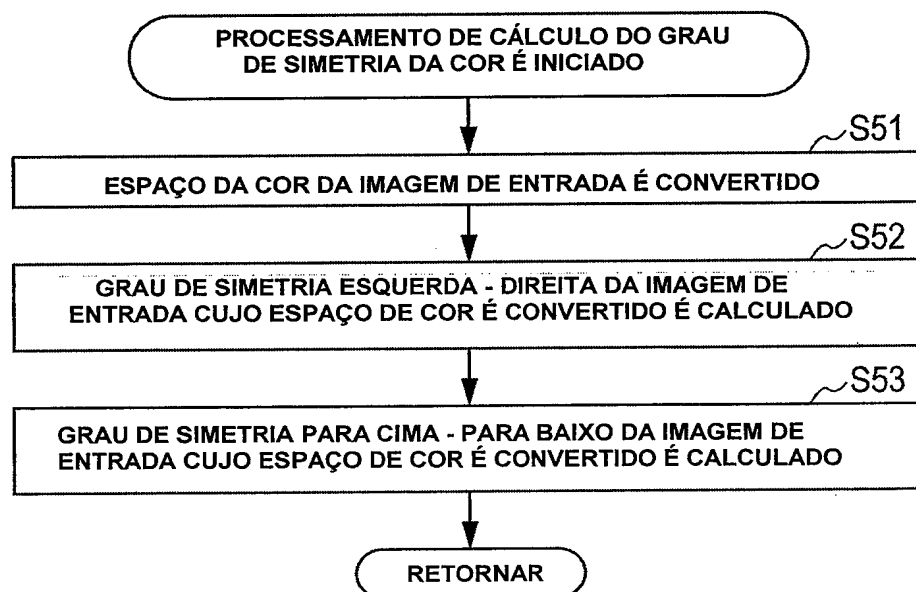 PROCESSAMENTO DE CÁLCULO DO GRAU
DE SIMETRIA DA COR É INICIADO
S51
ESPAÇO DA COR DA IMAGEM DE ENTRADA É CONVERTIDO
S52
GRAU DE SIMETRIA ESQUERDA - DIREITA DA IMAGEM DE
ENTRADA CUJO ESPAÇO DE COR É CONVERTIDO É CALCULADO
S53
GRAU DE SIMETRIA PARA CIMA - PARA BAIXO DA IMAGEM DE
ENTRADA CUJO ESPAÇO DE COR É CONVERTIDO É CALCULADO
RETORNAR